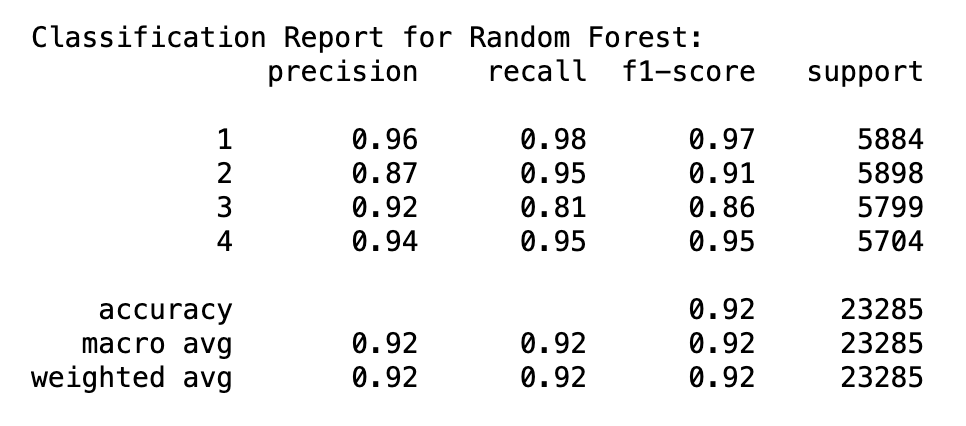 Classification Report for Random Forest:
precision recall f1-score support
1 0.96 0.98 0.97 5884
2 0.87 0.95 0.91 5898
3 0.92 0.81 0.86 5799
4 0.94 0.95 0.95 5704
accuracy 0.92 23285
macro avg 0.92 0.92 0.92 23285
weighted avg 0.92 0.92 0.92 23285